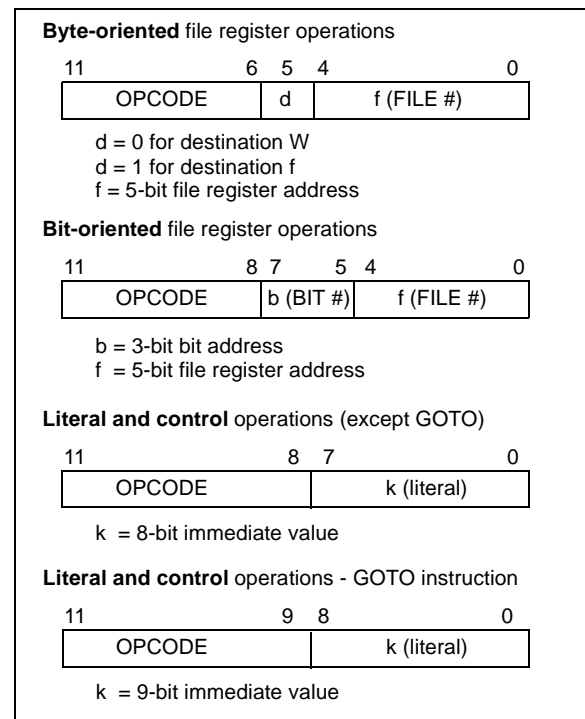 Byte-oriented file register operations
11 6 5 4 0
OPCODE d f (FILE #)
d = 0 for destination W
d = 1 for destination f
f = 5-bit file register address
Bit-oriented file register operations
11 8 7 5 4 0
OPCODE b (BIT #) f (FILE #)
b = 3-bit bit address
f = 5-bit file register address
Literal and control operations (except GOTO)
11 8 7 0
OPCODE k (literal)
k = 8-bit immediate value
Literal and control operations - GOTO instruction
11 9 8 0
OPCODE k (literal)
k = 9-bit immediate value